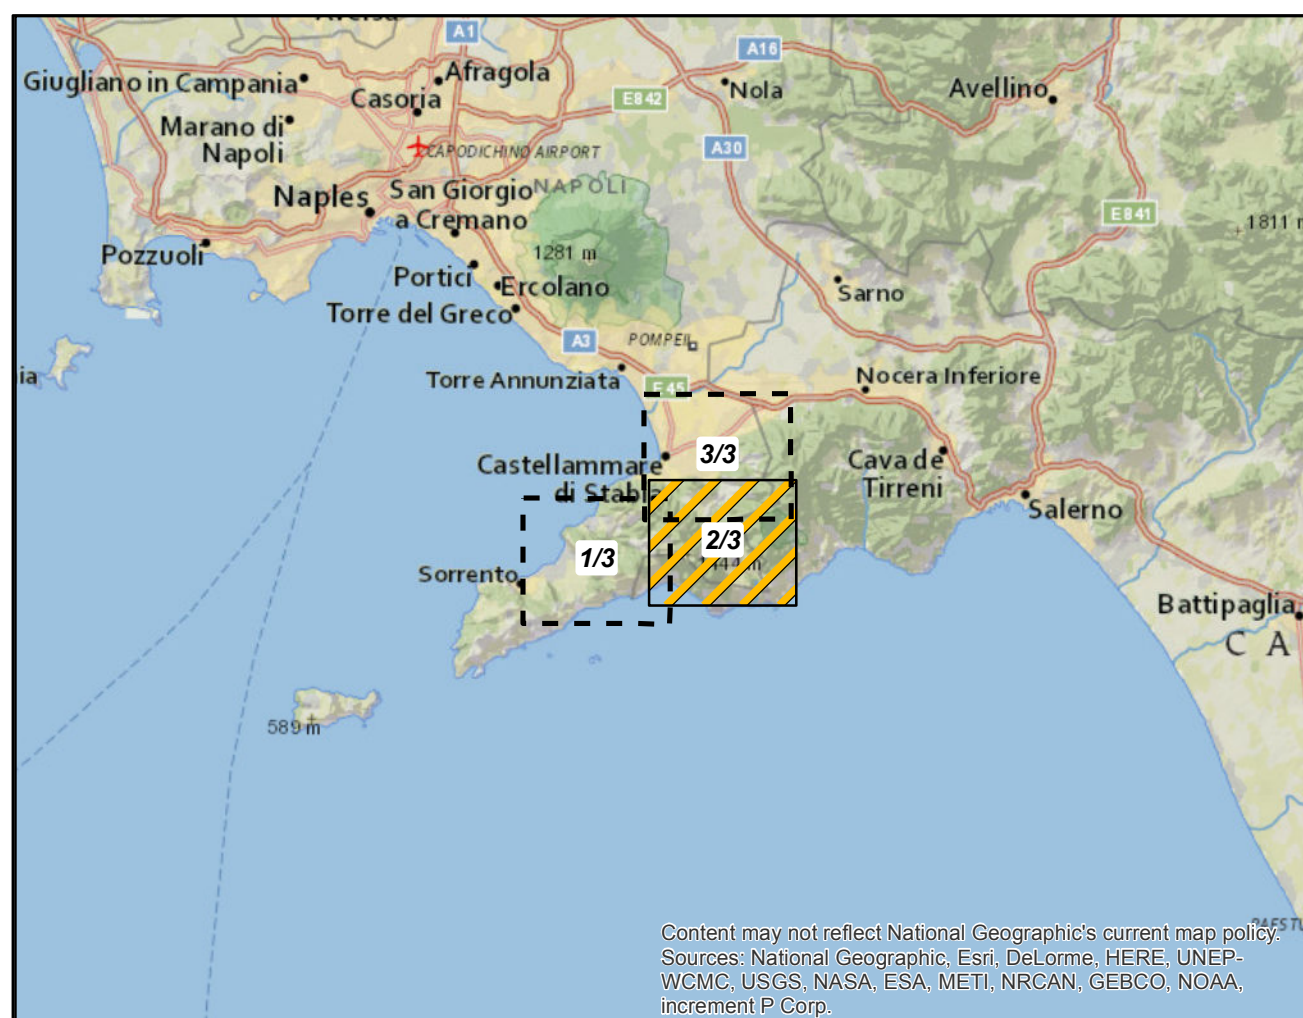 Aversa
A1
A16
Giugliano in Campania
Afragola
Nola
Avellino
Casoria
E842
Marano di
Napoli
CAPODICHINO AIRPORT
A30
Naples
San Giorgio
a Cremano
NAPOLI
E841
1811 m
Pozzuoli
1281 m
Portici
Ercolano
Sarno
Torre del Greco
A3
POMPEII
ia
Torre Annunziata
E45
Nocera Inferiore
Castellammare
di Stabia
3/3
Cava de
Tirreni
Salerno
2/3
1/3
Sorrento
Battipaglia
C A
589 m
Content may not reflect National Geographic's current map policy.
Sources: National Geographic, Esri, DeLorme, HERE, UNEP-
WCMC, USGS, NASA, ESA, METI, NRCAN, GEBCO, NOAA,
increment P Corp.